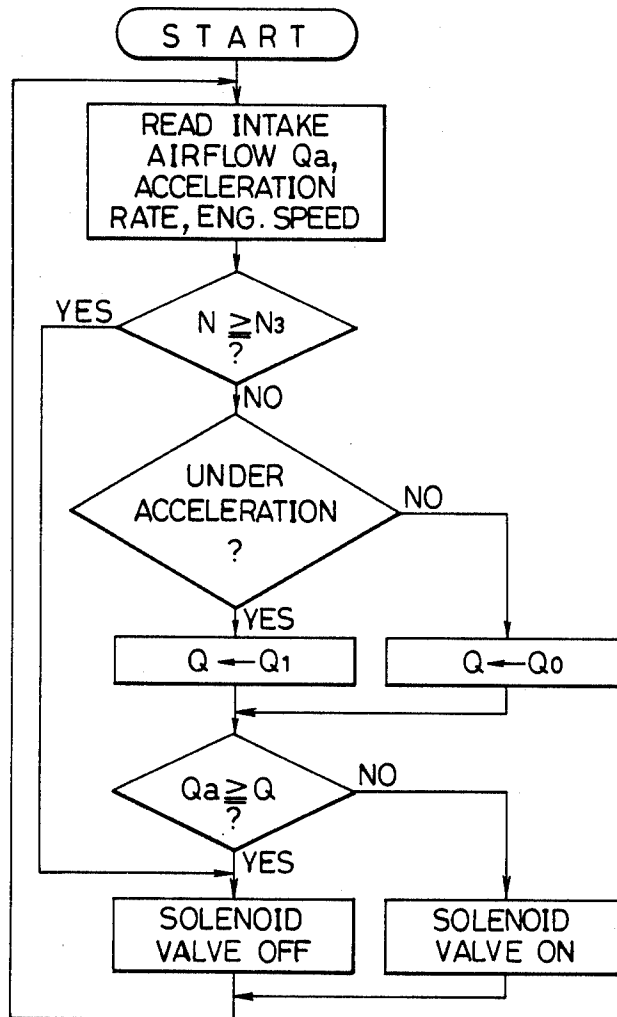 START
READ INTAKE
AIRFLOW Qa,
ACCELERATION
RATE, ENG. SPEED
YES
N ≧ N3
?
NO
UNDER
ACCELERATION
?
NO
YES
Q ← Q1
Q ← Q0
Qa ≧ Q
?
NO
YES
SOLENOID
VALVE OFF
SOLENOID
VALVE ON